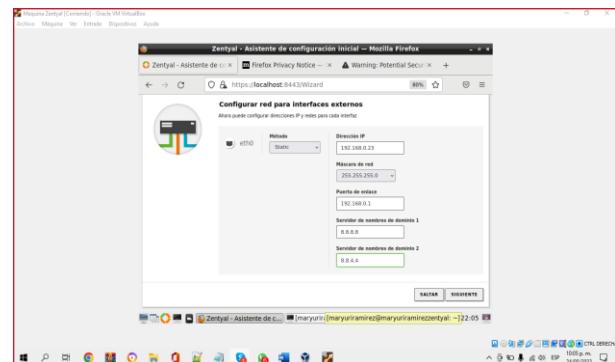 Maquina Zentyal [Corriendo] - Oracle VM VirtualBox
Archivo Máquina Ver Entrada Dispositivos Ayuda
Zentyal - Asistente de configuración inicial — Mozilla Firefox
Zentyal - Asistente de co
Firefox Privacy Notice —
Warning: Potential Secur
https://localhost:8443/Wizard
80%
Configurar red para interfaces externos
Ahora puede configurar direcciones IP y redes para cada interfaz
eth0
Método
Static
Dirección IP
192.168.0.23
Máscara de red
255.255.255.0
Puerto de enlace
192.168.0.1
Servidor de nombres de dominio 1
8.8.8.8
Servidor de nombres de dominio 2
8.8.4.4
SALTAR
SIGUIENTE
Zentyal - Asistente de c...
[maryuri
[maryuriramirez@maryuriramirezzentyal: ~]
22:05
CTRL DERECHA
ESP
10:05 p. m.